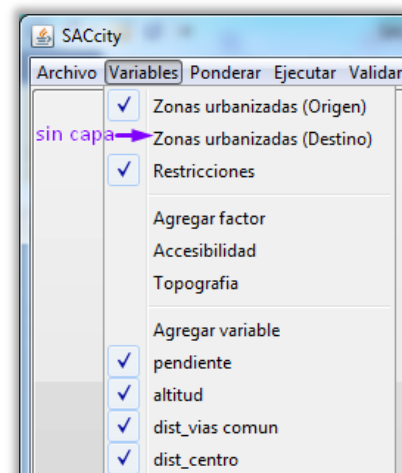 SACcity
Archivo Variables Ponderar Ejecutar Validar
Zonas urbanizadas (Origen)
sin capa Zonas urbanizadas (Destino)
Restricciones
Agregar factor
Accesibilidad
Topografia
Agregar variable
pendiente
altitud
dist_vias comun
dist_centro